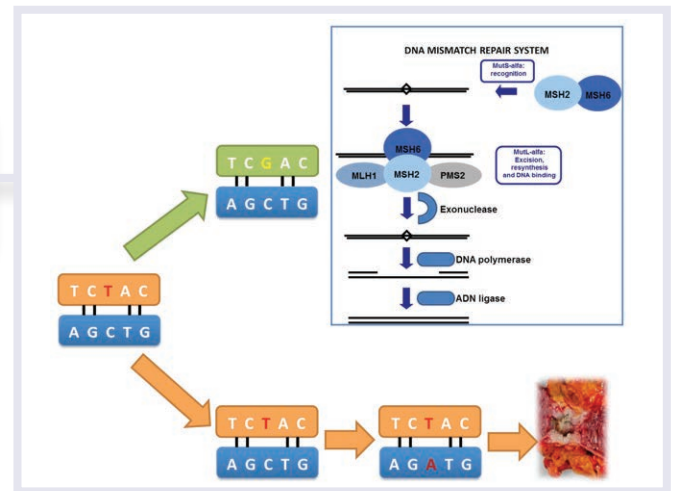 DNA MISMATCH REPAIR SYSTEM
MutS-alfa:
recognition
MSH2
MSH6
MSH6
MLH1
MSH2
PMS2
MutL-alfa:
Excision,
resynthesis
and DNA binding
Exonuclease
DNA polymerase
ADN ligase
T C G A C
A G C T G
T C T A C
A G C T G
T C T A C
A G C T G
T C T A C
A G A T G